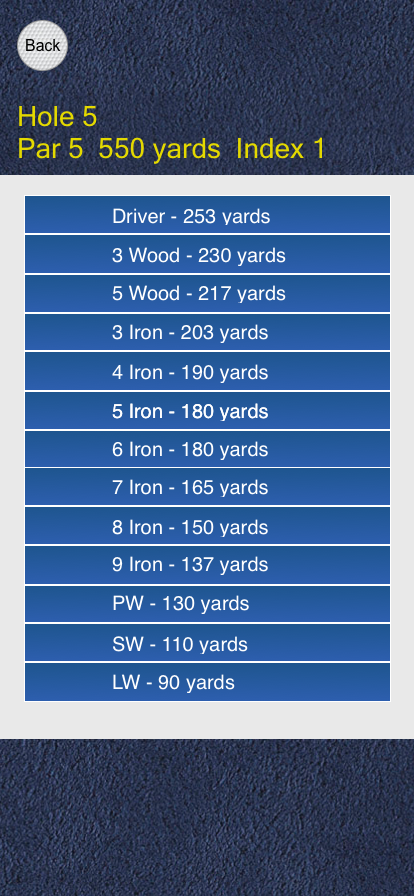 Back
Hole 5
Par 5 550 yards Index 1
Driver - 253 yards
3 Wood - 230 yards
5 Wood - 217 yards
3 Iron - 203 yards
4 Iron - 190 yards
5 Iron - 180 yards
6 Iron - 180 yards
7 Iron - 165 yards
8 Iron - 150 yards
9 Iron - 137 yards
PW - 130 yards
SW - 110 yards
LW - 90 yards